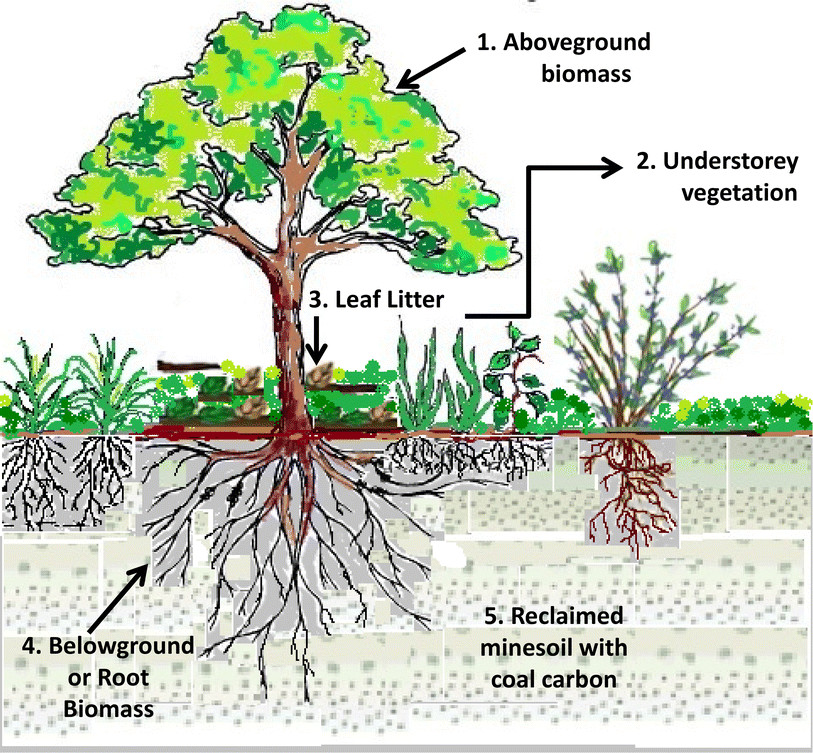 1. Aboveground
biomass
2. Understorey
vegetation
3. Leaf Litter
4. Belowground
or Root
Biomass
5. Reclaimed
minesoil with
coal carbon